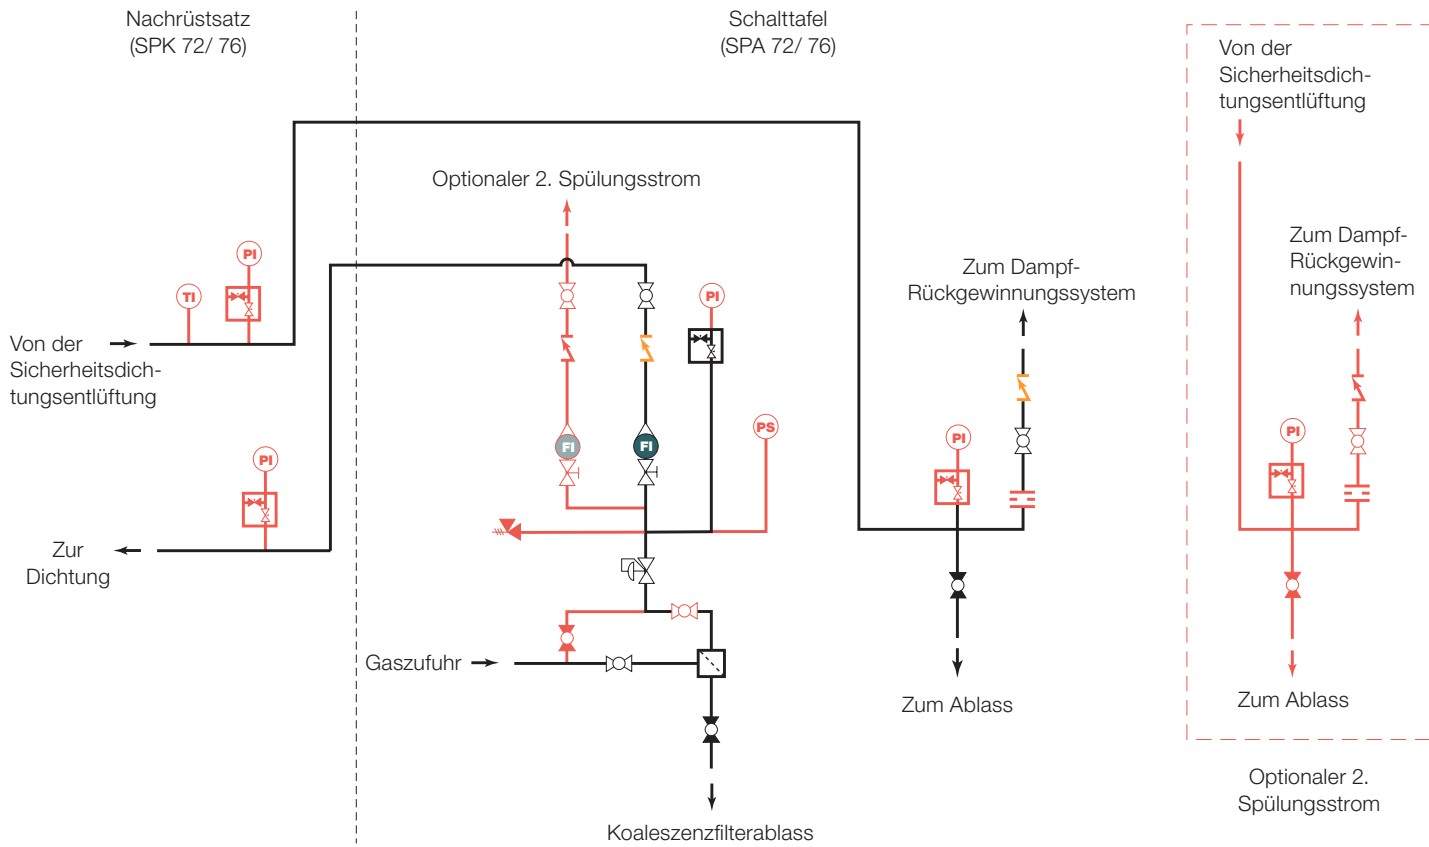 Nachrüstsatz
(SPK 72/ 76)
Schalttafel
(SPA 72/ 76)
Von der
Sicherheitsdich-
tungsentlüftung
Optionaler 2. Spülungsstrom
Zum Dampf-
Rückgewin-
nungssystem
Zum Dampf-
Rückgewinnungssystem
PI
TI
PI
Von der
Sicherheitsdich-
tungsentlüftung
PS
FI
FI
PI
PI
PI
Zur
Dichtung
Gaszufuhr
Zum Ablass
Zum Ablass
Optionaler 2.
Spülungsstrom
Koaleszenzfilterablass